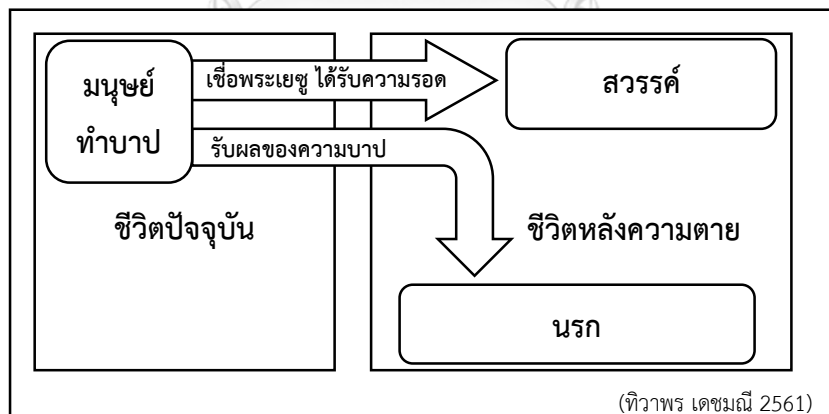 มนุษย์
ทำบาป
เชื่อพระเยซู ได้รับความรอด
สวรรค์
รับผลของความบาป
ชีวิตปัจจุบัน
ชีวิตหลังความตาย
นรก
(ทิวาพร เดชมณี 2561)